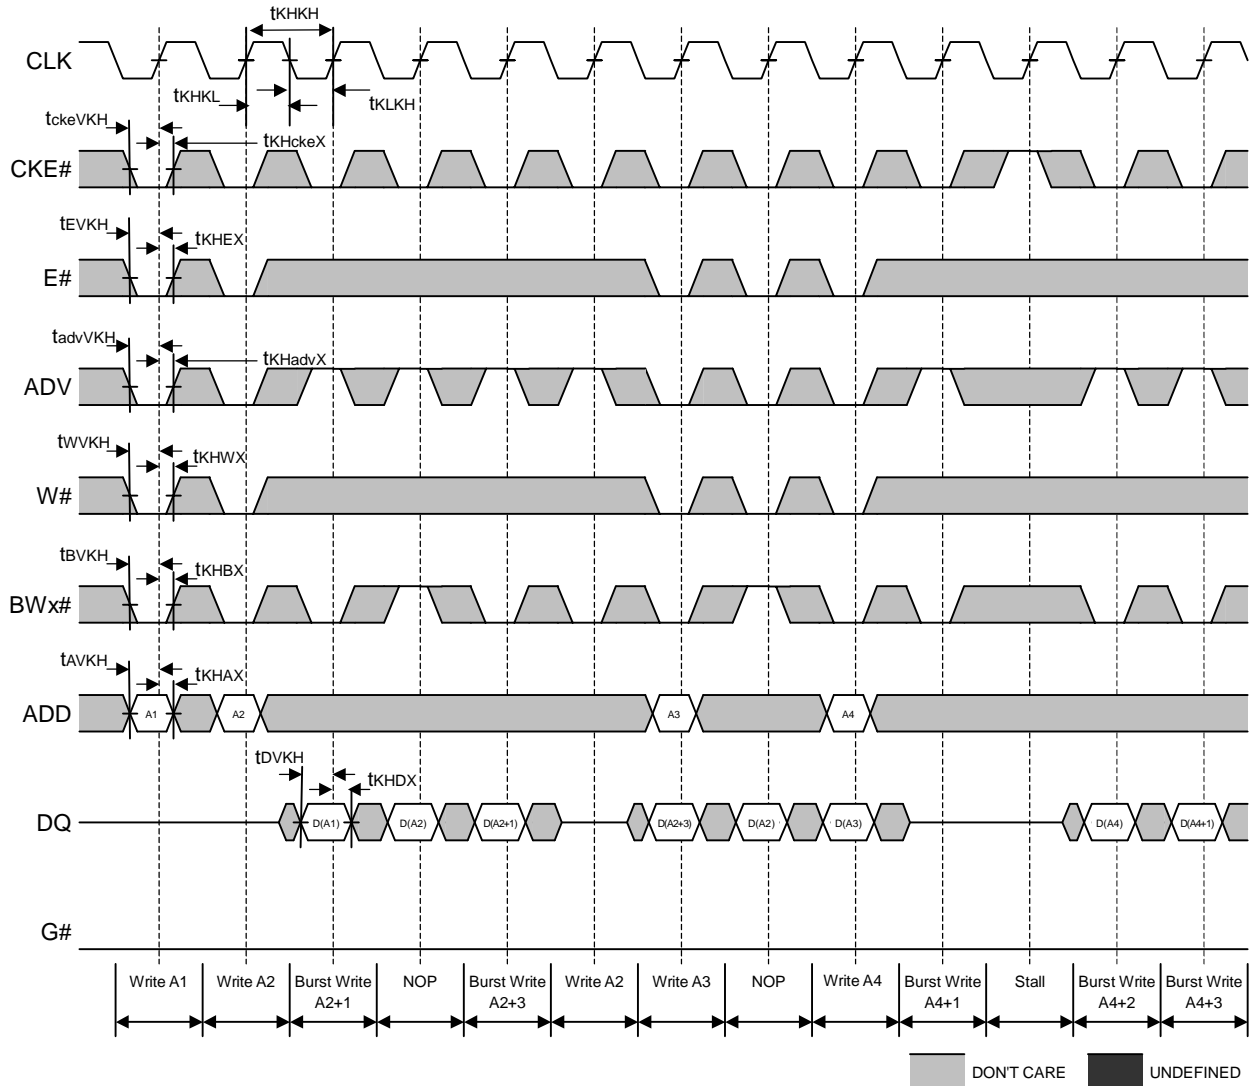 tKHKH
CLK
tKHKL
tKLKH
tckeVKH
tKHckeX
CKE#
tEVKH
tKHEX
E#
tadvVKH
tKHadvX
ADV
tWVKH
tKHWX
W#
tBVKH
tKHBX
BWx#
tAVKH
tKHAX
ADD
A1
A2
A3
A4
tDVKH
tKHDX
DQ
D(A1)
D(A2)
D(A2+1)
D(A2+3)
D(A2)
D(A3)
D(A4)
D(A4+1)
G#
Write A1
Write A2
Burst Write
A2+1
NOP
Burst Write
A2+3
Write A2
Write A3
NOP
Write A4
Burst Write
A4+1
Stall
Burst Write
A4+2
Burst Write
A4+3
DON'T CARE
UNDEFINED